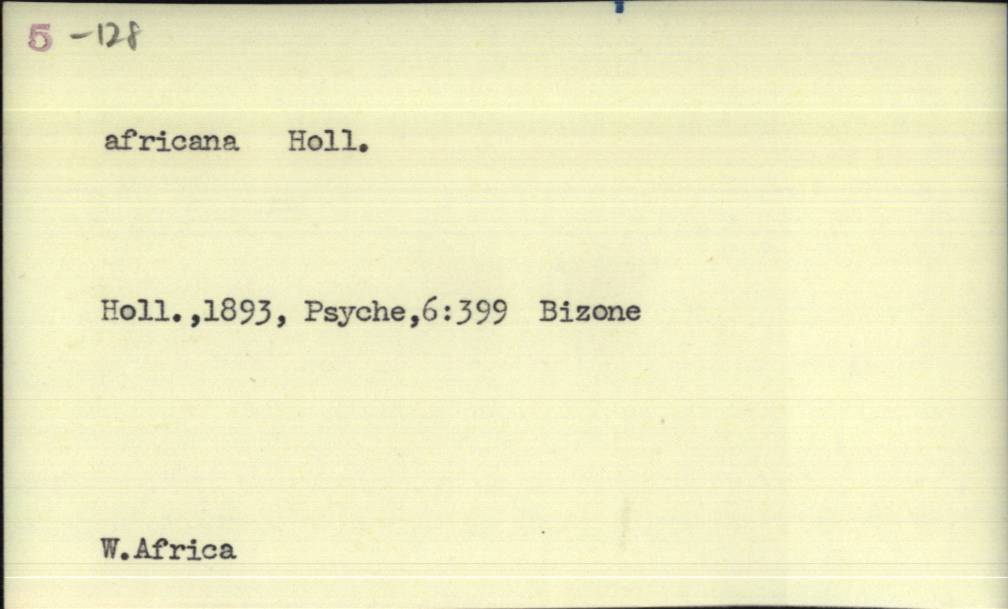 5 -128
africana Holl.
Holl.,1893, Psyche,6:399 Bizone
W.Africa